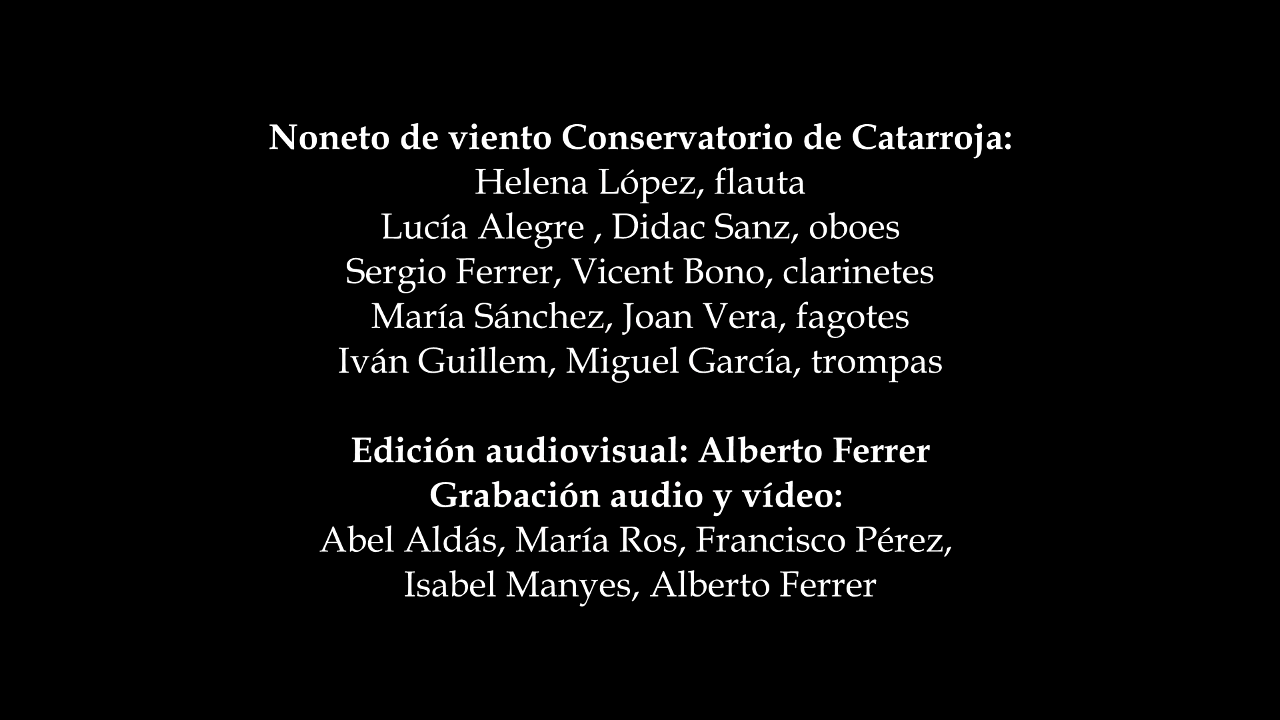 Noneto de viento Conservatorio de Catarroja:
Helena López, flauta
Lucía Alegre , Didac Sanz, oboes
Sergio Ferrer, Vicent Bono, clarinetes
María Sánchez, Joan Vera, fagotes
Iván Guillem, Miguel García, trompas
Edición audiovisual: Alberto Ferrer
Grabación audio y vídeo:
Abel Aldás, María Ros, Francisco Pérez,
Isabel Manyes, Alberto Ferrer